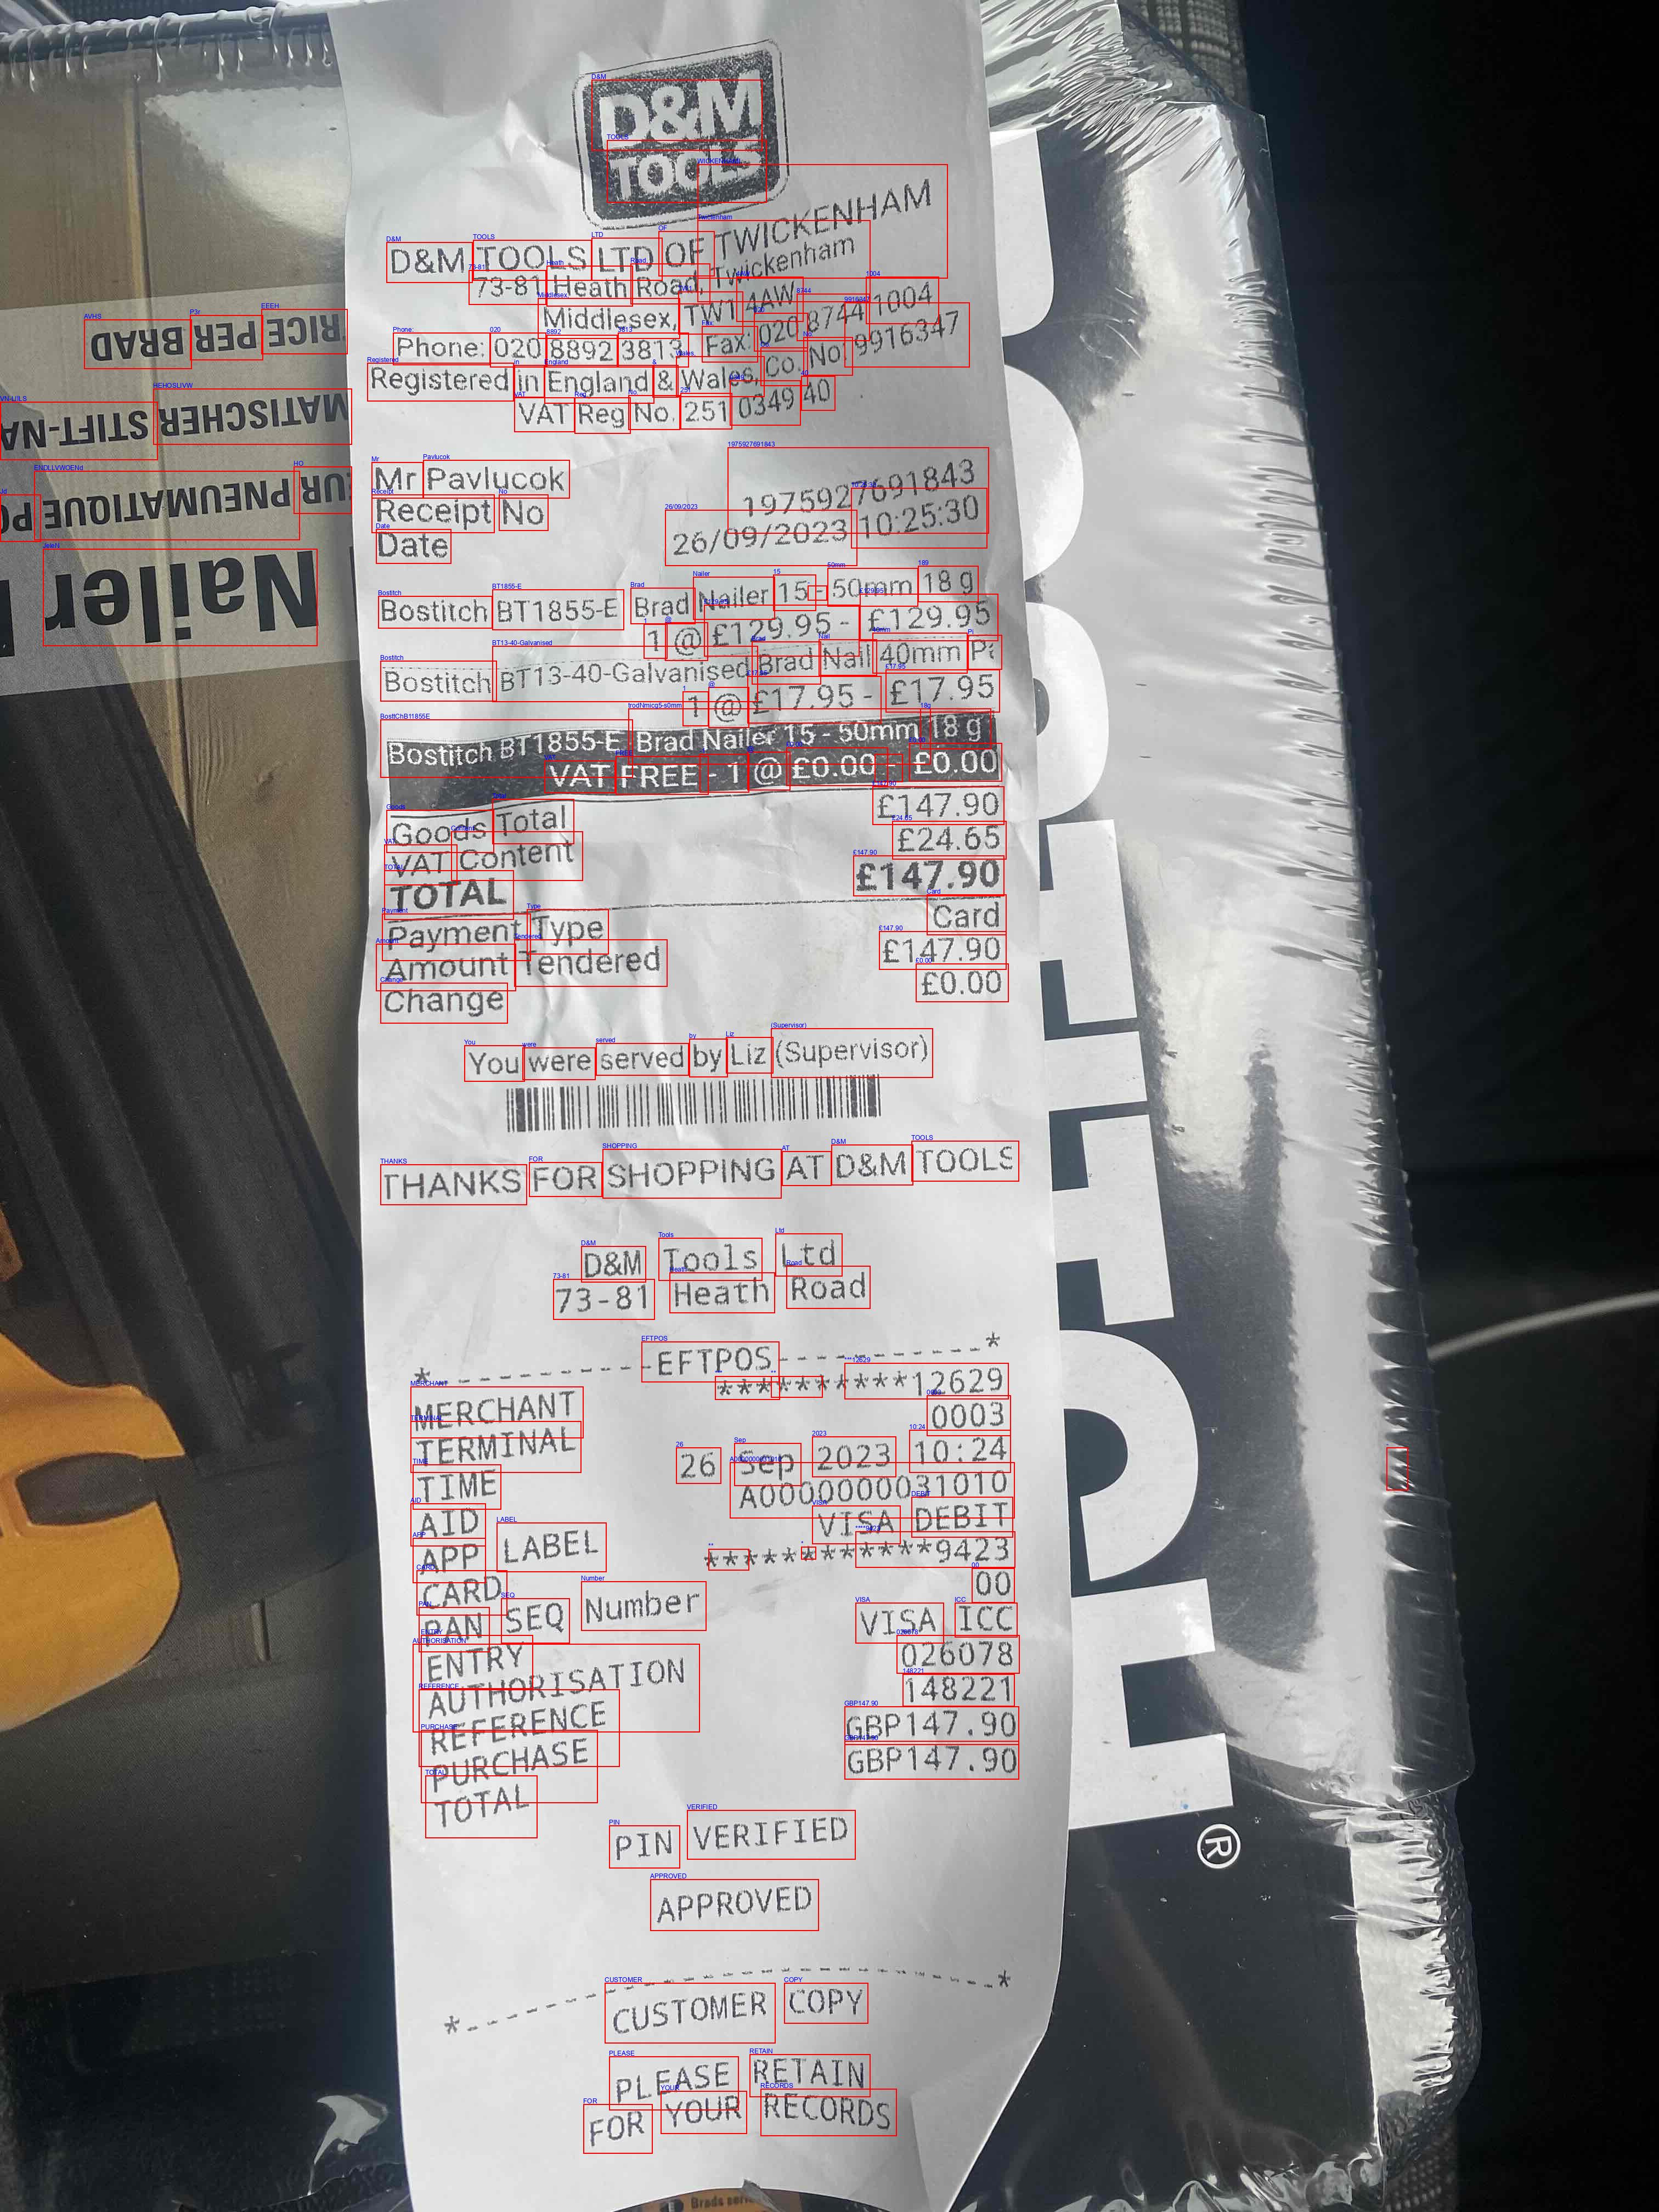 D&M
TOOLS
D&M TOOLS LTD OF TWICKENHAM
73-81 Heath Road, Twickenham
Middlesex, TW1 4AW
Phone: 020 8892 3813 Fax: 020 8744 1004
Registered in England & Wales, Co. No. 9916347
VAT Reg No. 251 0349 40
Mr Pavlucok
Receipt No 1975927691843
Date 26/09/2023 10:25:30
Bostitch BT1855-E Brad Nailer 15 - 50mm 18 g
1 @ £129.95 - £129.95
Bostitch BT13-40-Galvanised Brad Nail 40mm
1 @ £17.95 - £17.95
Bostitch BT1855-E Brad Nailer 15 - 50mm 18 g
VAT FREE - 1 @ £0.00 - £0.00
Goods Total £147.90
VAT Content £24.65
TOTAL £147.90
Payment Type Card
Amount Tendered £147.90
Change £0.00
You were served by Liz (Supervisor)
THANKS FOR SHOPPING AT D&M TOOLS
D&M Tools Ltd
73-81 Heath Road
*-----------EFTPOS-----------*
MERCHANT **********12629
TERMINAL 0003
TIME 26 Sep 2023 10:24
AID A0000000031010
APP LABEL VISA DEBIT
CARD ************9423
PAN SEQ Number 00
ENTRY VISA ICC
AUTHORISATION 026078
REFERENCE 148221
PURCHASE GBP147.90
TOTAL GBP147.90
PIN VERIFIED
APPROVED
*----------------------------*
CUSTOMER COPY
PLEASE RETAIN
FOR YOUR RECORDS
RICE PER BRAD
MATISCHER STIFT-NA
EUR PNEUMATIQUE PO
Nailer